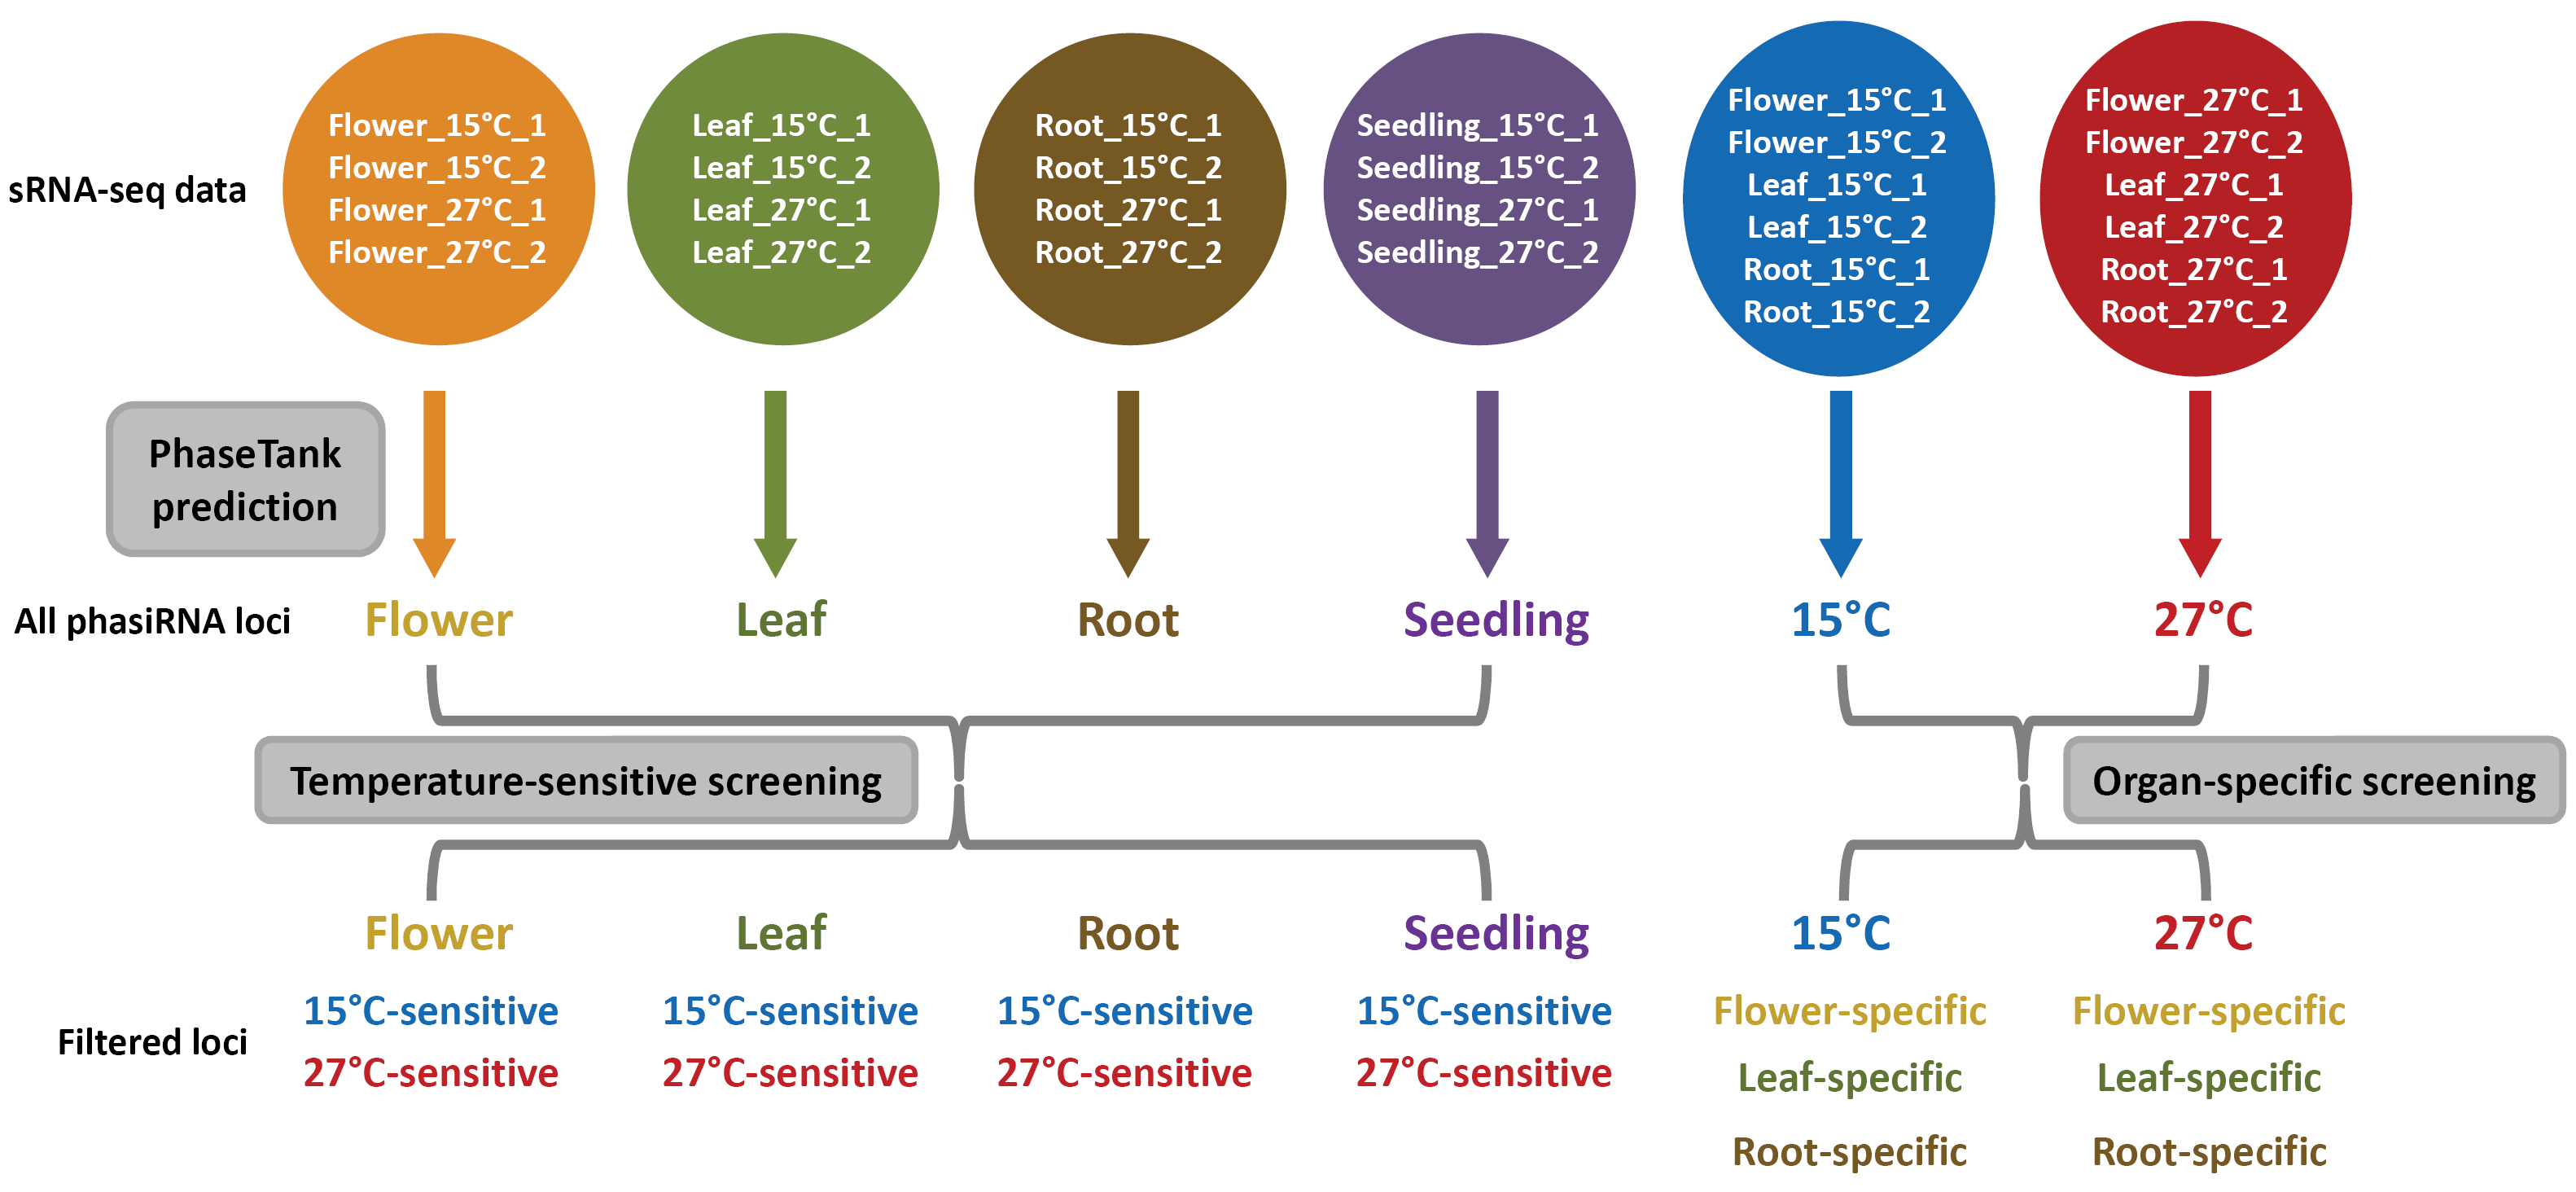 sRNA-seq data
Flower_15°C_1
Flower_15°C_2
Flower_27°C_1
Flower_27°C_2
Leaf_15°C_1
Leaf_15°C_2
Leaf_27°C_1
Leaf_27°C_2
Root_15°C_1
Root_15°C_2
Root_27°C_1
Root_27°C_2
Seedling_15°C_1
Seedling_15°C_2
Seedling_27°C_1
Seedling_27°C_2
Flower_15°C_1
Flower_15°C_2
Leaf_15°C_1
Leaf_15°C_2
Root_15°C_1
Root_15°C_2
Flower_27°C_1
Flower_27°C_2
Leaf_27°C_1
Leaf_27°C_2
Root_27°C_1
Root_27°C_2
PhaseTank
prediction
All phasiRNA loci
Flower
Leaf
Root
Seedling
15°C
27°C
Temperature-sensitive screening
Organ-specific screening
Filtered loci
Flower
15°C-sensitive
27°C-sensitive
Leaf
15°C-sensitive
27°C-sensitive
Root
15°C-sensitive
27°C-sensitive
Seedling
15°C-sensitive
27°C-sensitive
15°C
Flower-specific
Leaf-specific
Root-specific
27°C
Flower-specific
Leaf-specific
Root-specific